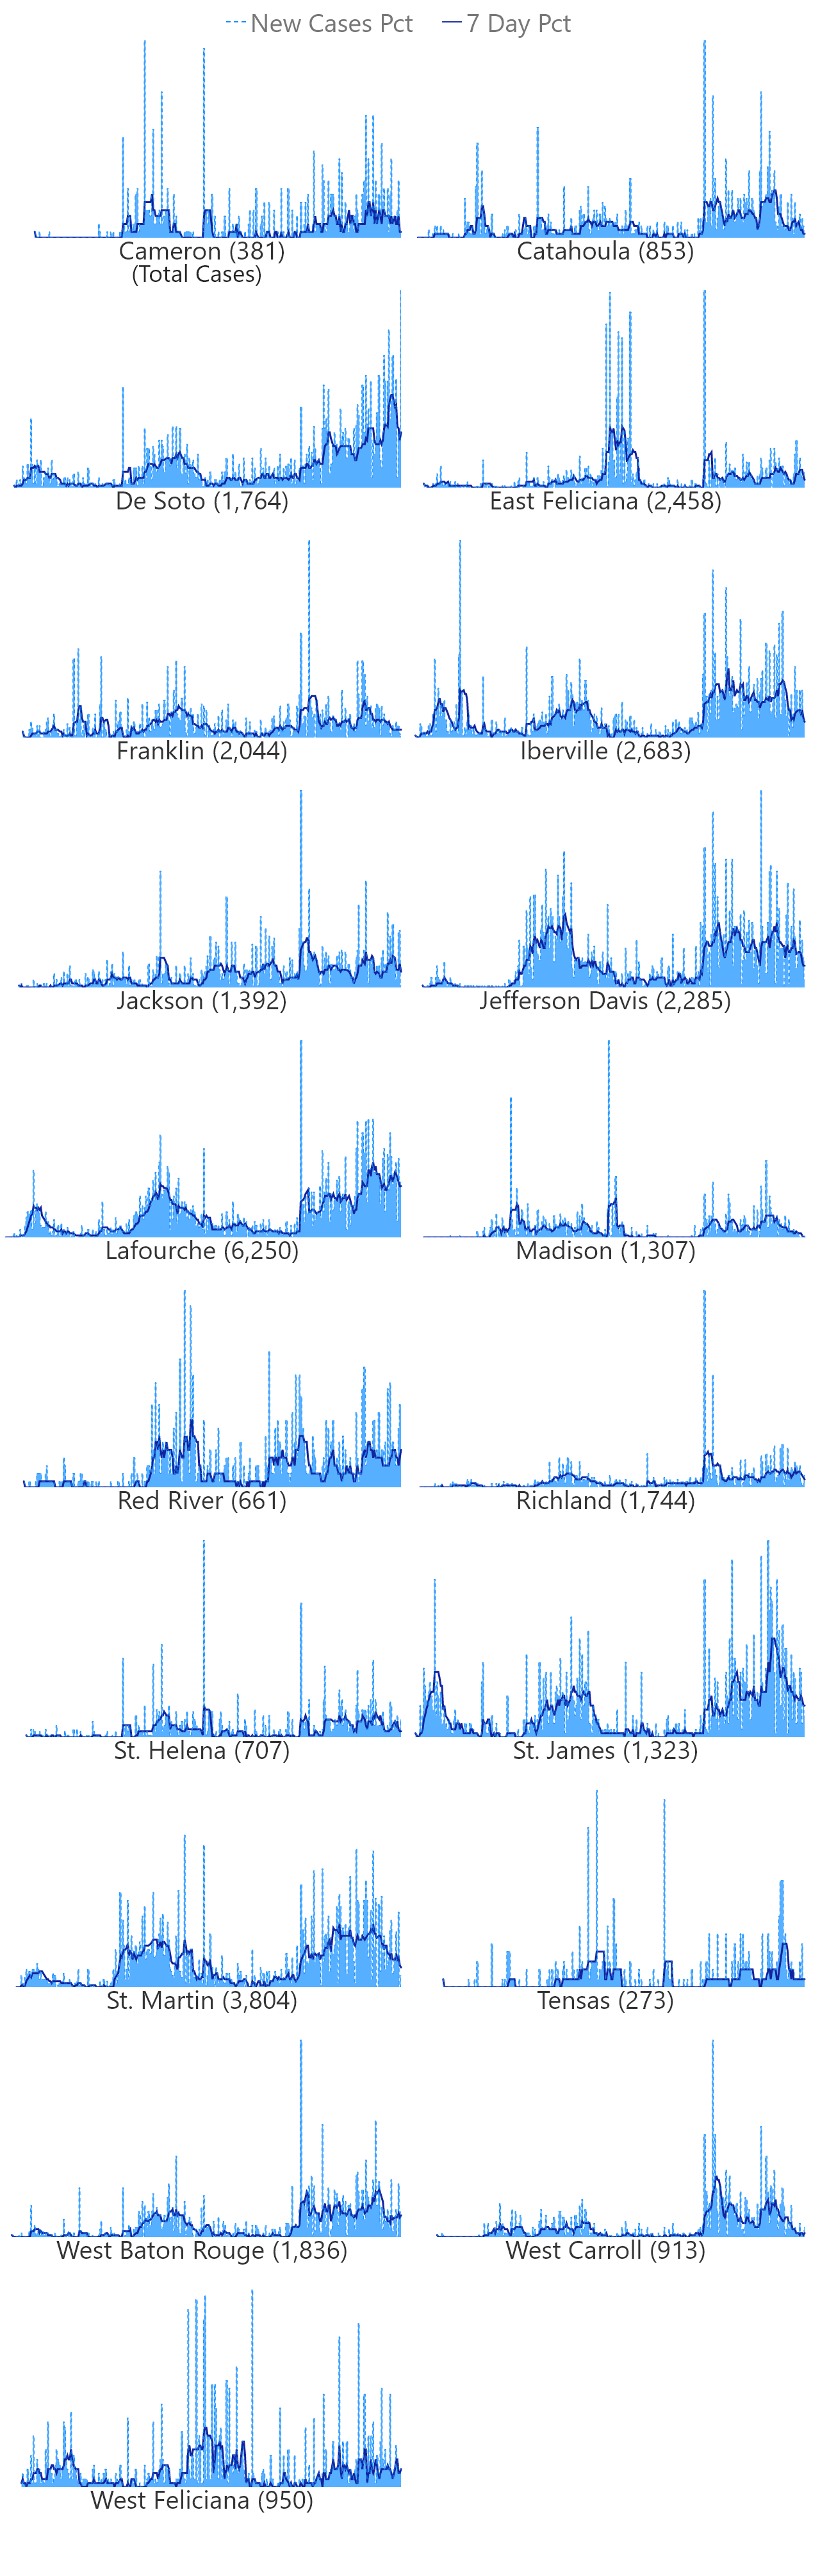 New Cases Pct 7 Day Pct
Cameron (381) Catahoula (853)
(Total Cases)
De Soto (1,764) East Feliciana (2,458)
Franklin (2,044) Iberville (2,683)
Jackson (1,392) Jefferson Davis (2,285)
Lafourche (6,250) Madison (1,307)
Red River (661) Richland (1,744)
St. Helena (707) St. James (1,323)
St. Martin (3,804) Tensas (273)
West Baton Rouge (1,836) West Carroll (913)
West Feliciana (950)